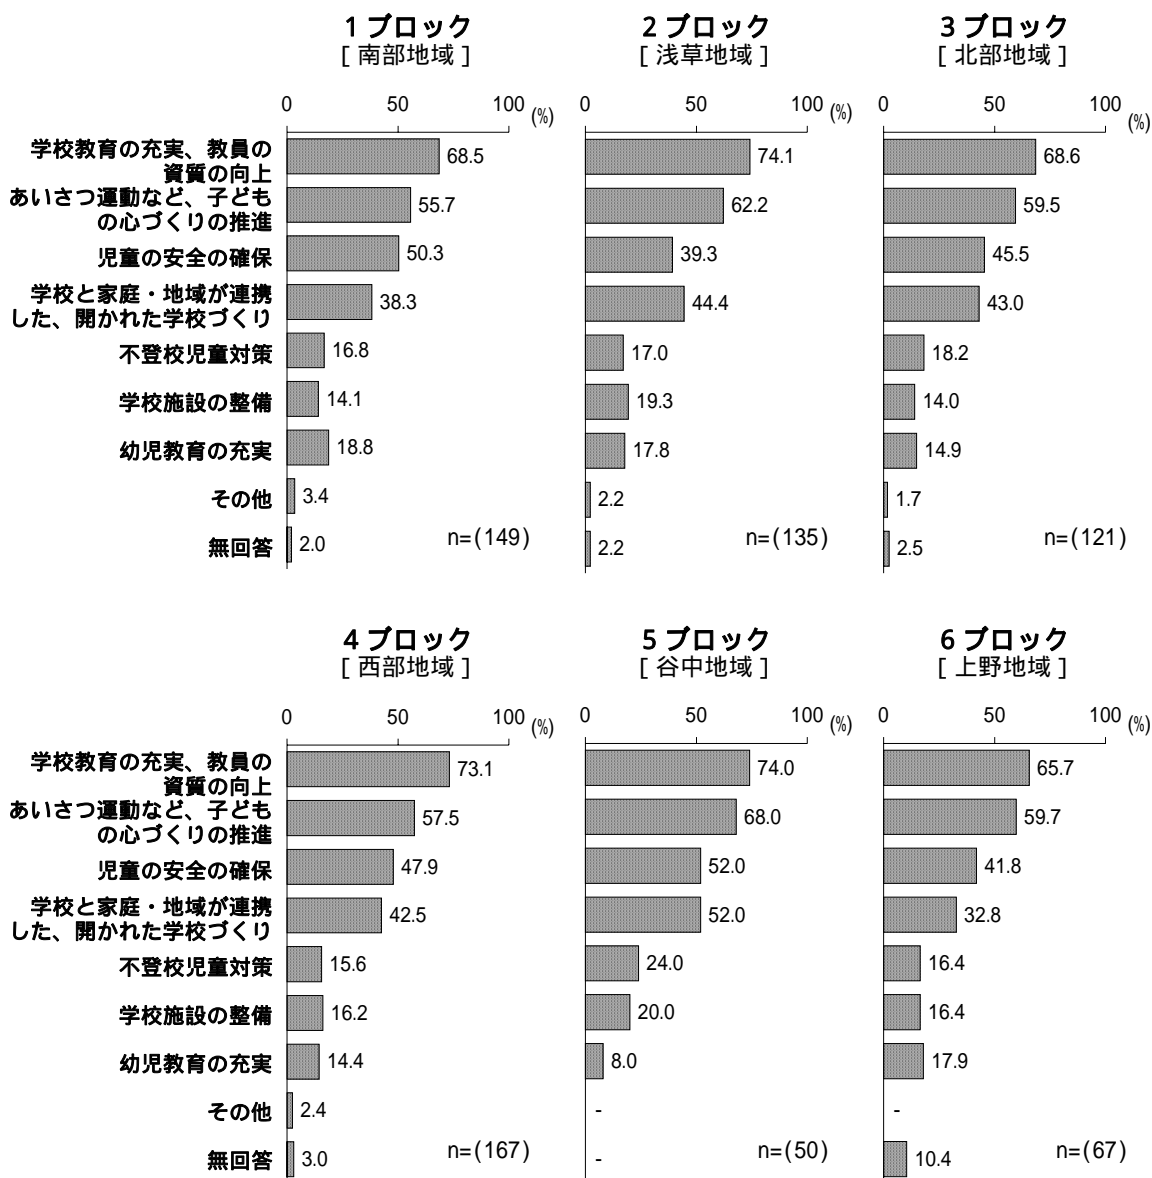 1 ブロック
[ 南部地域 ]
2 ブロック
[ 浅草地域 ]
3 ブロック
[ 北部地域 ]
0 50 100 (%)
0 50 100 (%)
0 50 100 (%)
学校教育の充実、教員の
資質の向上
68.5 74.1 68.6
あいさつ運動など、子ども
の心づくりの推進
55.7 62.2 59.5
児童の安全の確保 50.3 39.3 45.5
学校と家庭・地域が連携
した、開かれた学校づくり
38.3 44.4 43.0
不登校児童対策 16.8 17.0 18.2
学校施設の整備 14.1 19.3 14.0
幼児教育の充実 18.8 17.8 14.9
その他 3.4 2.2 1.7
無回答 2.0 2.2 2.5
n=(149) n=(135) n=(121)
4 ブロック
[ 西部地域 ]
5 ブロック
[ 谷中地域 ]
6 ブロック
[ 上野地域 ]
0 50 100 (%)
0 50 100 (%)
0 50 100 (%)
学校教育の充実、教員の
資質の向上
73.1 74.0 65.7
あいさつ運動など、子ども
の心づくりの推進
57.5 68.0 59.7
児童の安全の確保 47.9 52.0 41.8
学校と家庭・地域が連携
した、開かれた学校づくり
42.5 52.0 32.8
不登校児童対策 15.6 24.0 16.4
学校施設の整備 16.2 20.0 16.4
幼児教育の充実 14.4 8.0 17.9
その他 2.4 - -
無回答 3.0 - 10.4
n=(167) n=(50) n=(67)